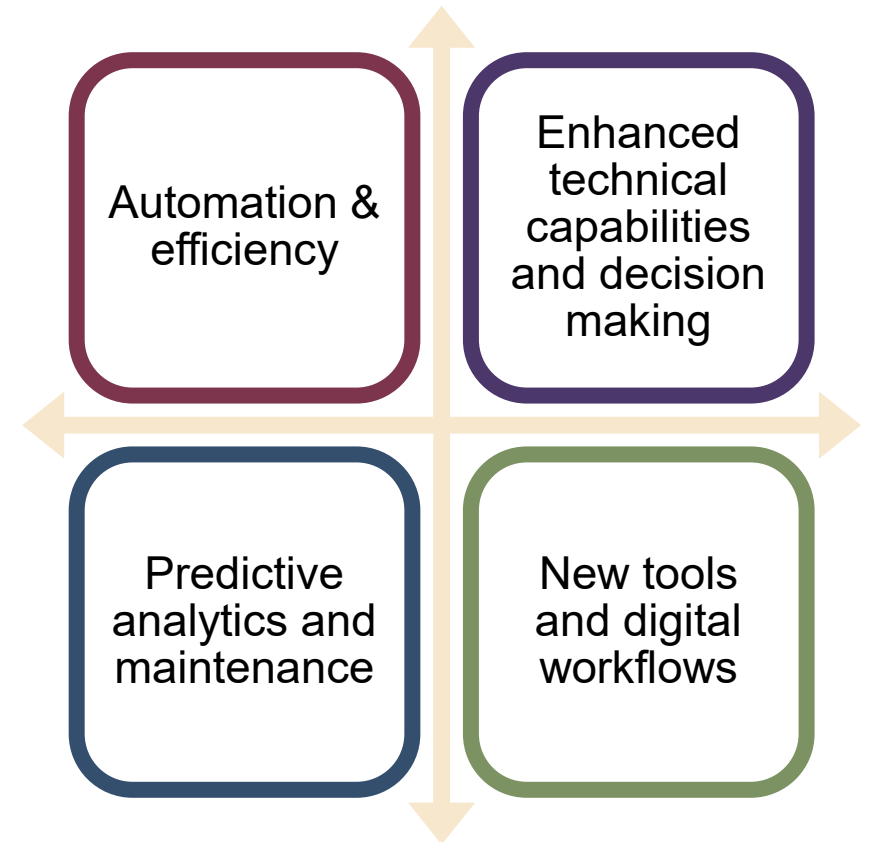 Automation &
efficiency
Enhanced
technical
capabilities
and decision
making
Predictive
analytics and
maintenance
New tools
and digital
workflows